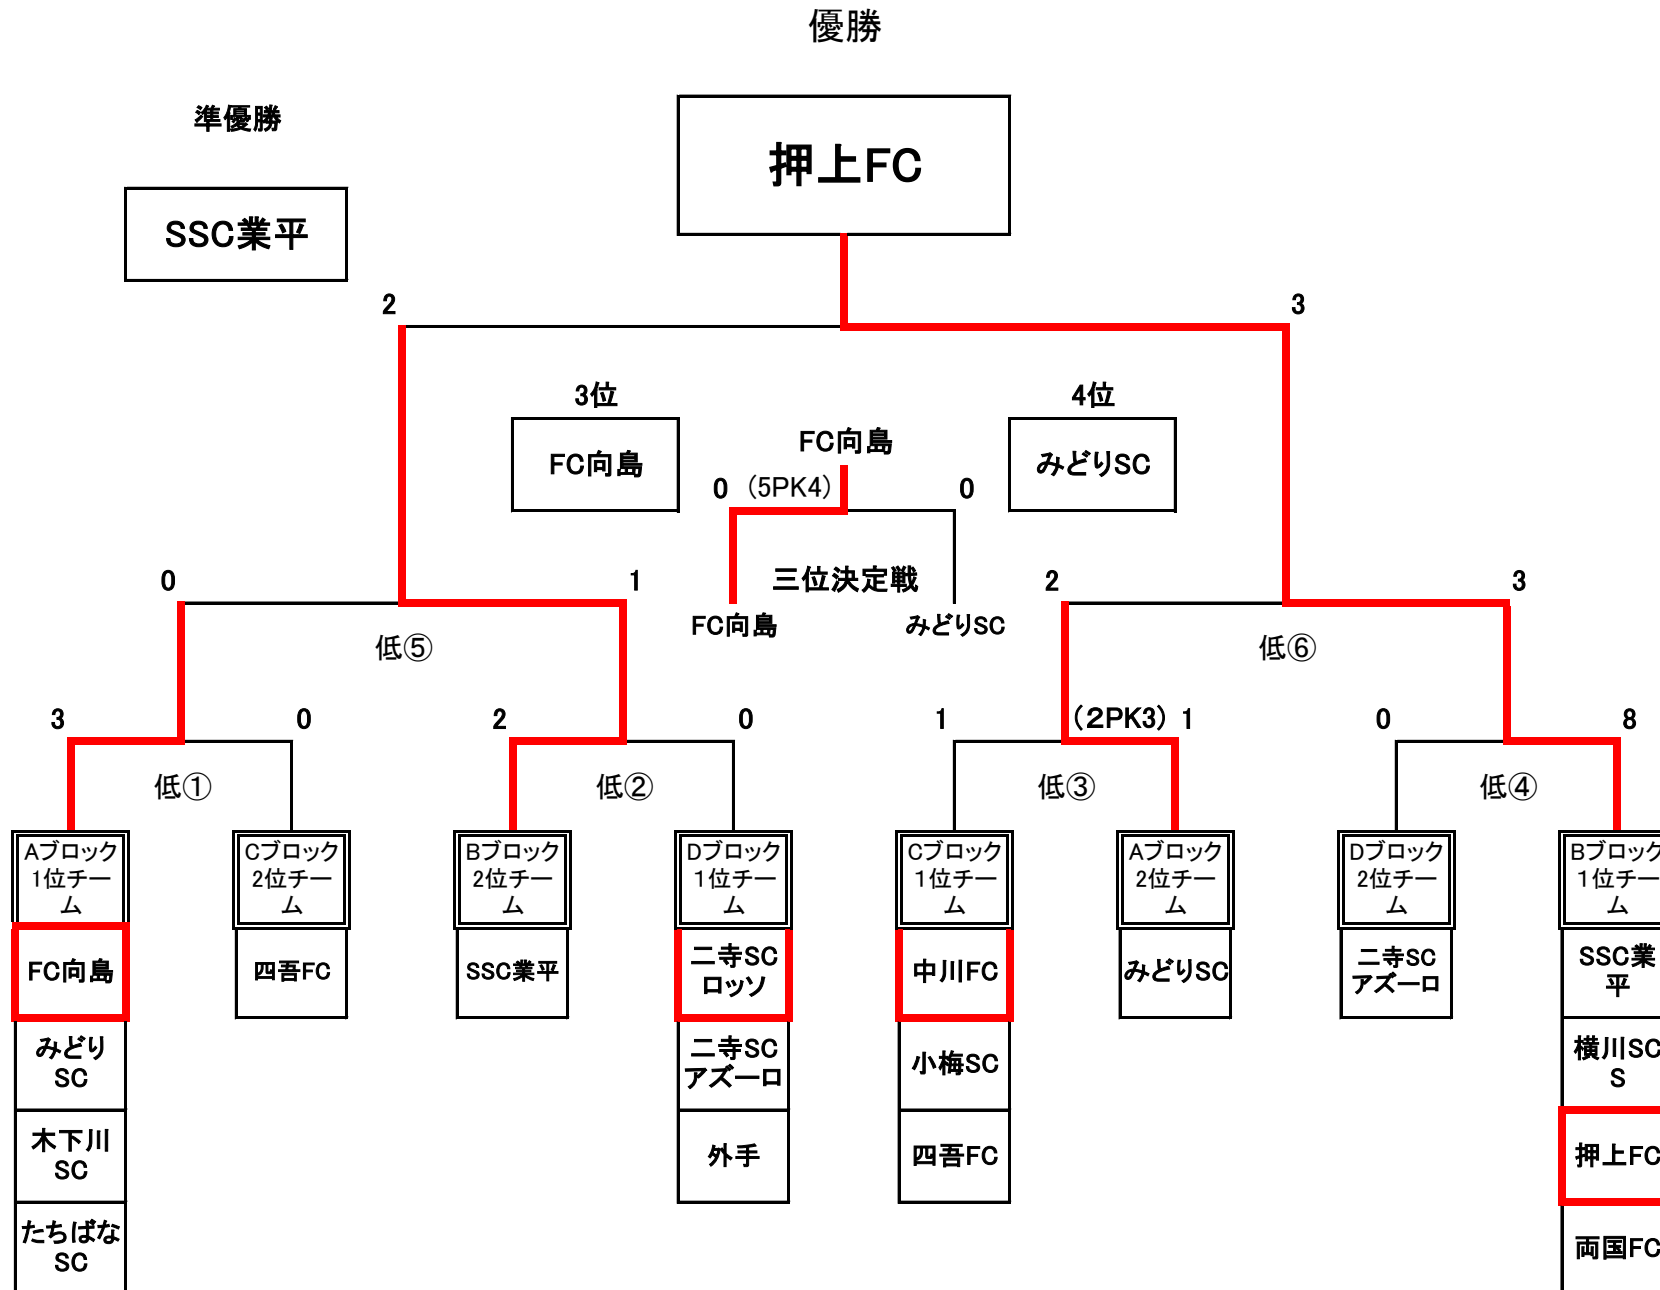 優勝
準優勝
押上FC
SSC業平
2
3
3位
4位
FC向島
FC向島
みどりSC
0
(5PK4)
0
三位決定戦
FC向島
みどりSC
0
1
2
3
低⑤
低⑥
3
0
2
0
1
(2PK3)
1
0
8
低①
低②
低③
低④
Aブロック
1位チー
ム
Cブロック
2位チー
ム
Bブロック
2位チー
ム
Dブロック
1位チー
ム
Cブロック
1位チー
ム
Aブロック
2位チー
ム
Dブロック
2位チー
ム
Bブロック
1位チー
ム
FC向島
四吾FC
SSC業平
二寺SC
ロッソ
中川FC
みどりSC
二寺SC
アズーロ
SSC業
平
みどり
SC
二寺SC
アズーロ
小梅SC
横川SC
S
木下川
SC
外手
四吾FC
押上FC
たちばな
SC
両国FC